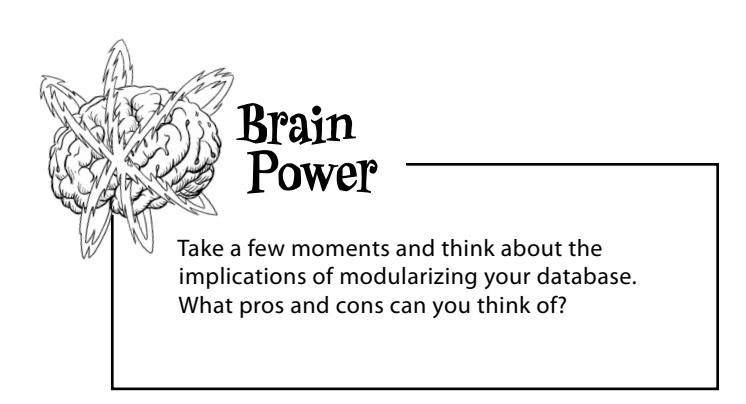 Brain
Power
Take a few moments and think about the
implications of modularizing your database.
What pros and cons can you think of?